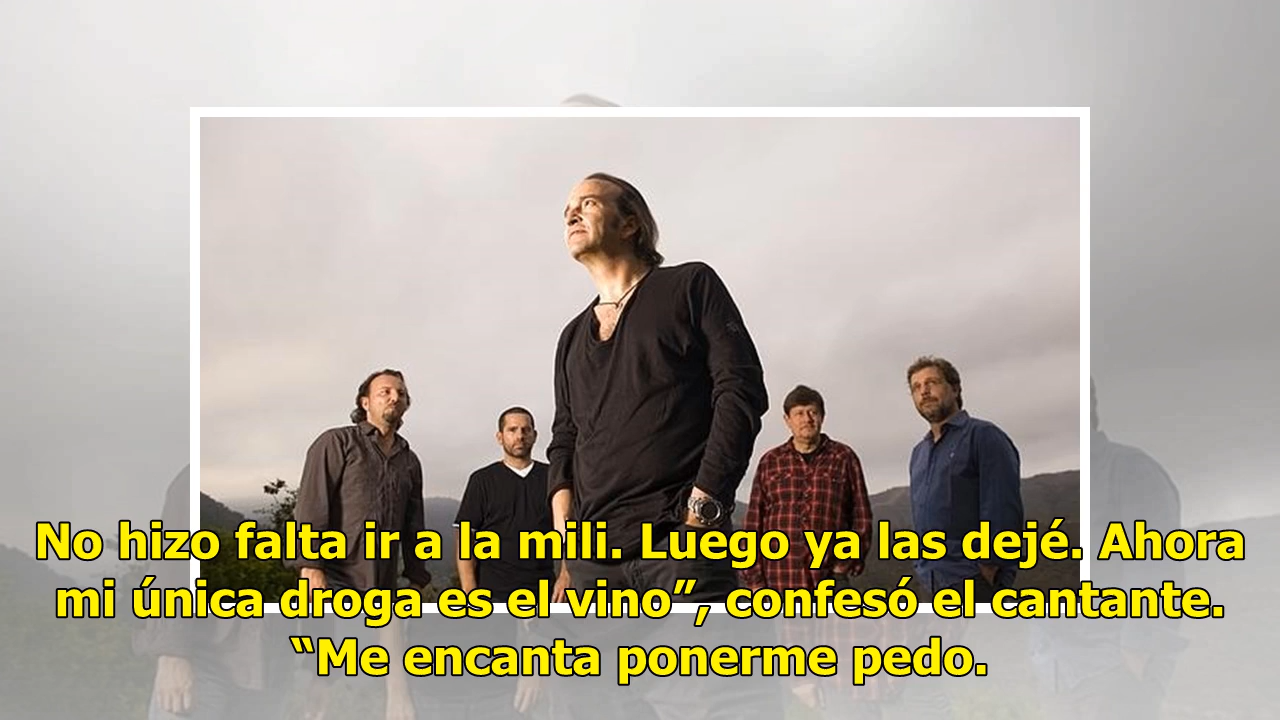 No hizo falta ir a la mili. Luego ya las dejé. Ahora
mi única droga es el vino”, confesó el cantante.
“Me encanta ponerme pedo.